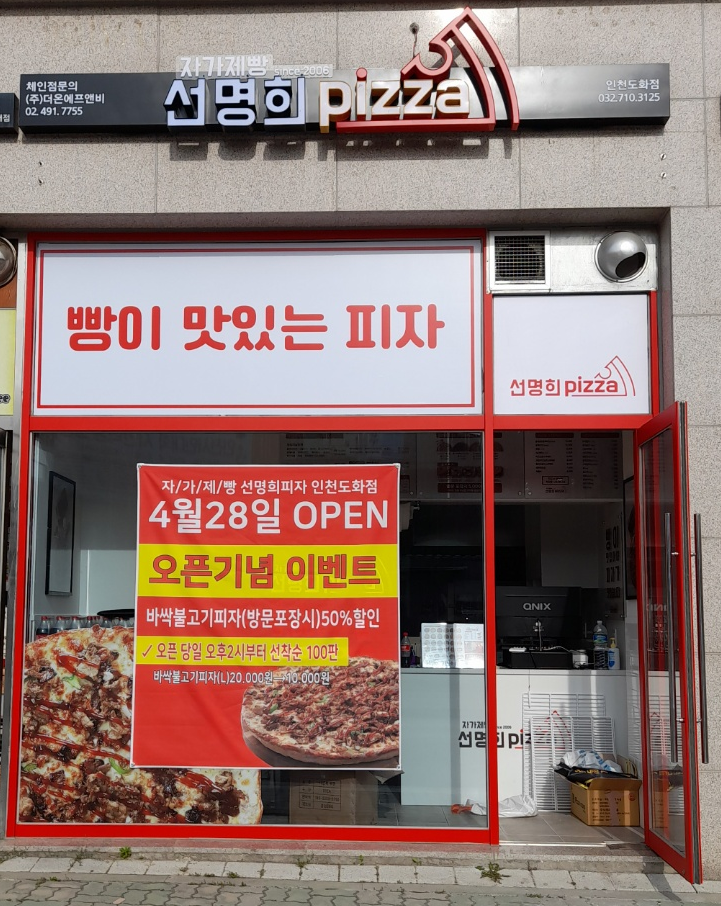 자가제빵 since 2006
체인점문의
(주)더온에프앤비
02. 491. 7755
선명희 pizza
인천도화점
032.710.3125
빵이 맛있는 피자
선명희 pizza
자/가/제/빵 선명희피자 인천도화점
4월28일 OPEN
오픈기념 이벤트
바싹불고기피자(방문포장시)50%할인
✓ 오픈 당일 오후2시부터 선착순 100판
바싹불고기피자(L)20.000원→10.000원
QNIX
자가제빵 since 2006
선명희 pizza